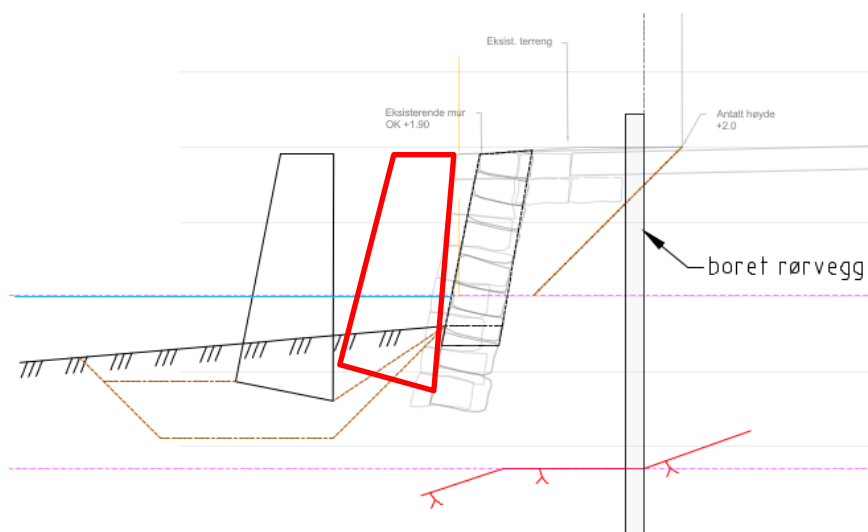 Eksist. terreng
Eksisterende mur
OK +1.90
Antatt høyde
+2.0
boret rørvegg